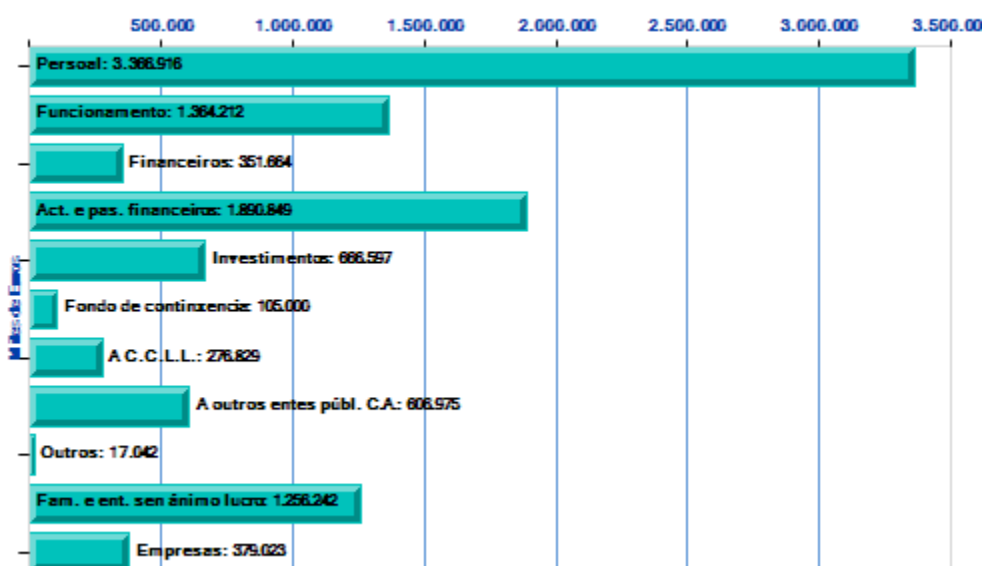 500.000 1.000.000 1.500.000 2.000.000 2.500.000 3.000.000 3.500.00
Persoal: 3.366.916
Funcionamento: 1.364.212
Financeiros: 351.664
Act. e pas. financeiros: 1.890.849
Investimentos: 666.597
Fondo de continxencia: 105.000
A C.C.L.L.: 276.829
A outros entes públ. C.A.: 606.975
Outros: 17.042
Fam. e ent. sen ánimo lucro: 1.256.242
Empresas: 379.023
Miles de Euros